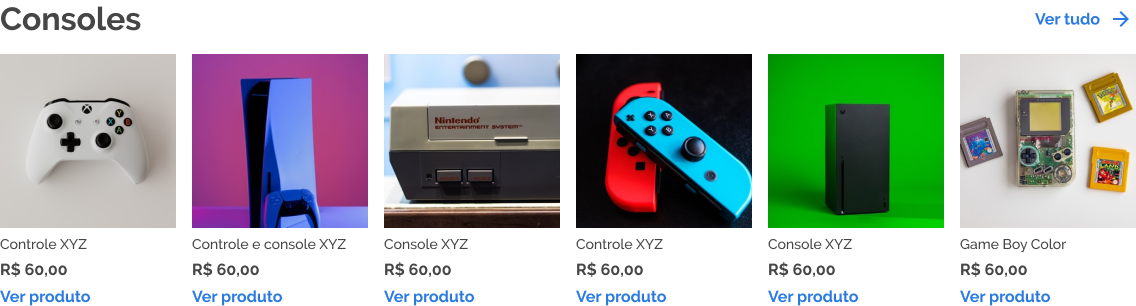 Consoles
Ver tudo
Nintendo
ENTERTAINMENT SYSTEM™
Y
X
B
A
Controle XYZ
R$ 60,00
Ver produto
Controle e console XYZ
R$ 60,00
Ver produto
Console XYZ
R$ 60,00
Ver produto
Controle XYZ
R$ 60,00
Ver produto
Console XYZ
R$ 60,00
Ver produto
Game Boy Color
R$ 60,00
Ver produto